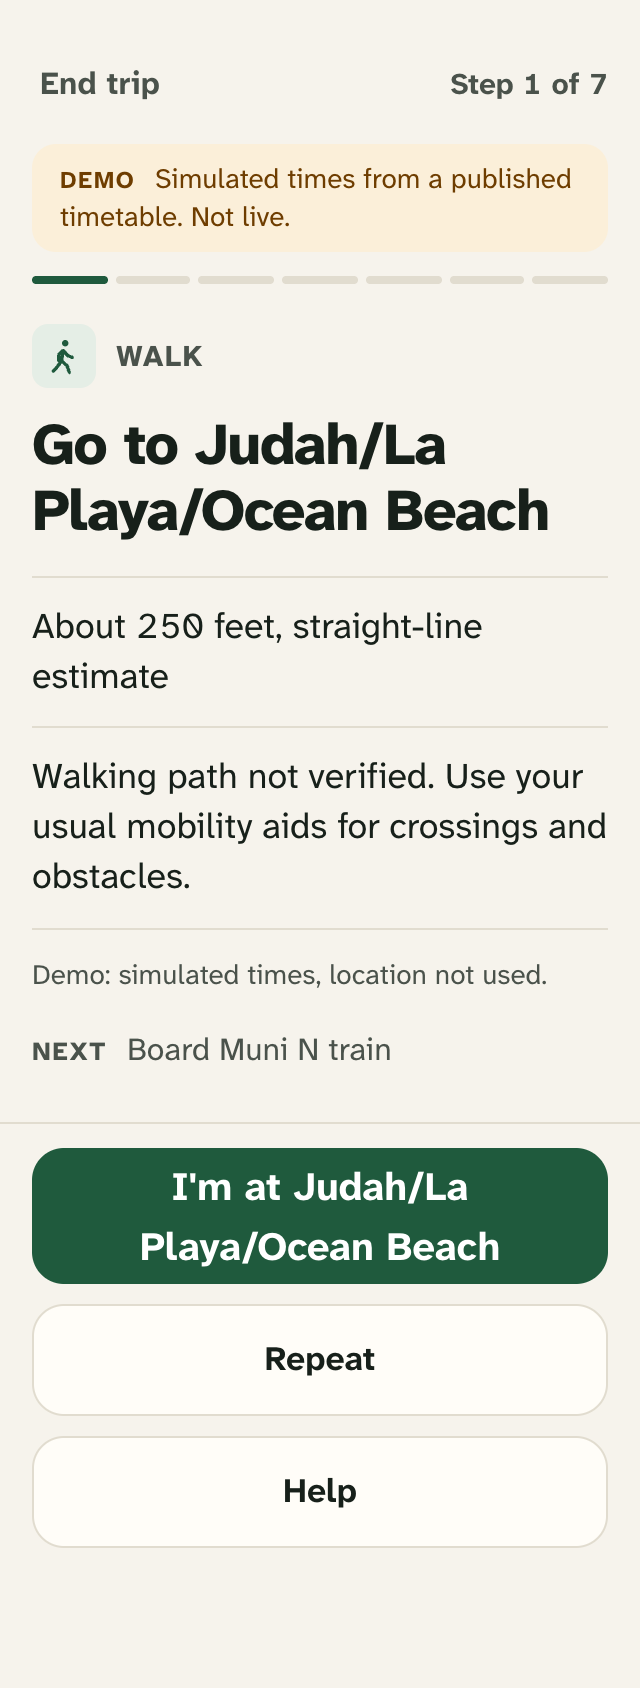 End trip
Step 1 of 7
DEMO Simulated times from a published
timetable. Not live.
WALK
Go to Judah/La
Playa/Ocean Beach
About 250 feet, straight-line
estimate
Walking path not verified. Use your
usual mobility aids for crossings and
obstacles.
Demo: simulated times, location not used.
NEXT Board Muni N train
I'm at Judah/La
Playa/Ocean Beach
Repeat
Help